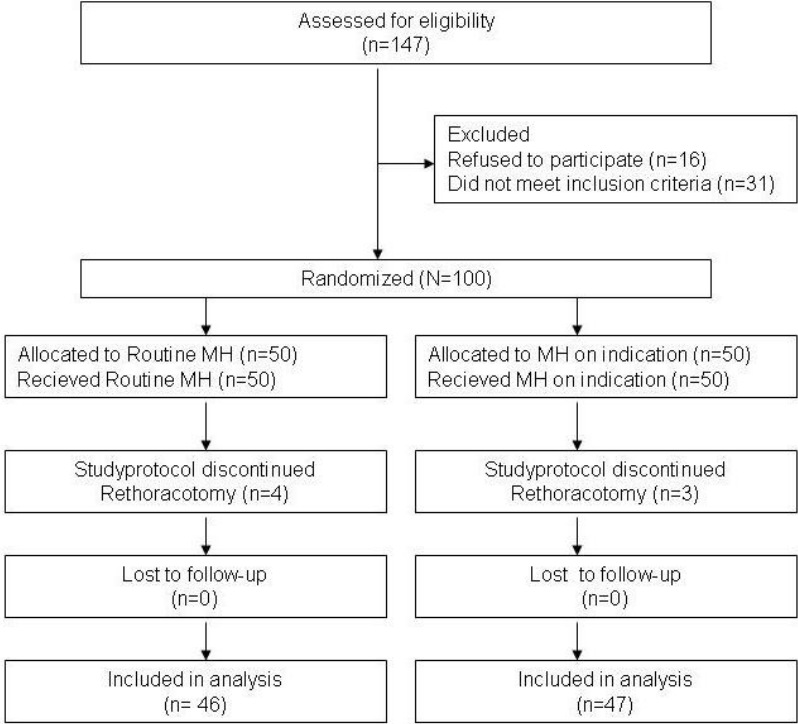 Assessed for eligibility
(n=147)
Excluded
Refused to participate (n=16)
Did not meet inclusion criteria (n=31)
Randomized (N=100)
Allocated to Routine MH (n=50)
Recieved Routine MH (n=50)
Allocated to MH on indication (n=50)
Recieved MH on indication (n=50)
Studyprotocol discontinued
Rethoracotomy (n=4)
Studyprotocol discontinued
Rethoracotomy (n=3)
Lost to follow-up
(n=0)
Lost to follow-up
(n=0)
Included in analysis
(n= 46)
Included in analysis
(n=47)